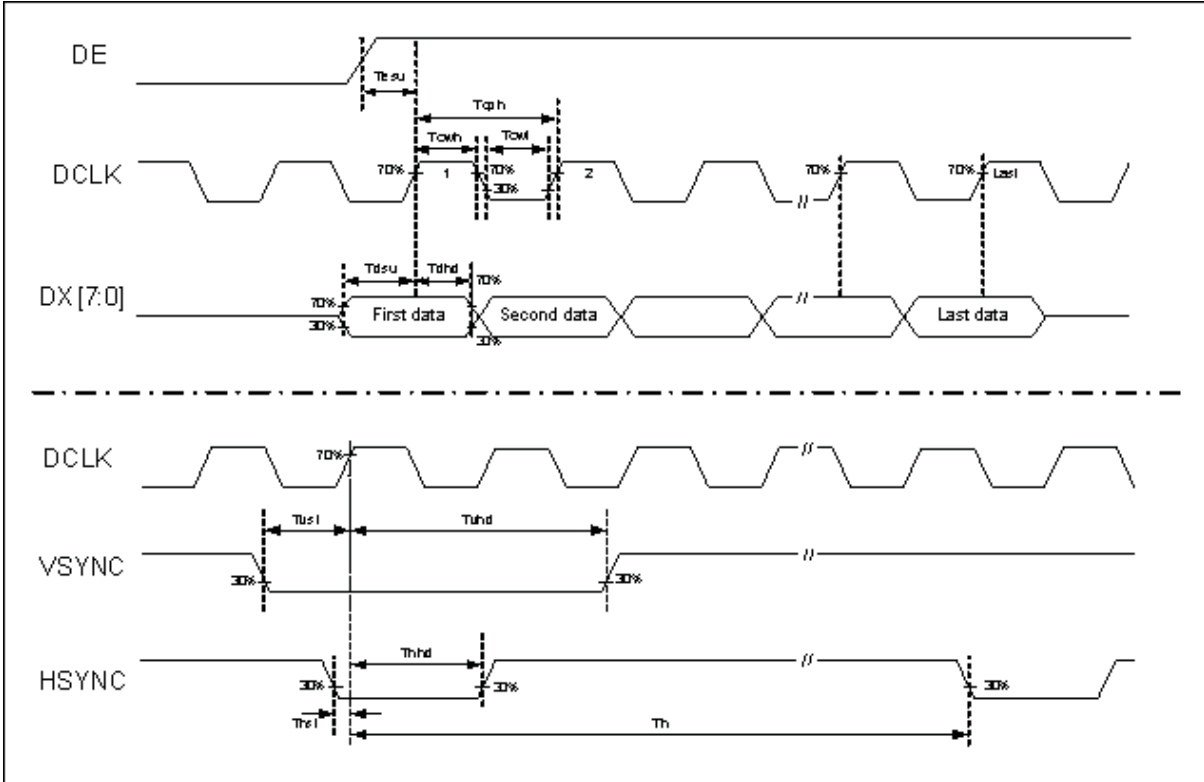 DE
Tesu
Tcph
Tcwh
Tcwl
DCLK
70%
1
70%
30%
2
70%
70%
Last
//
Tdsu
Tdhd
70%
DX [7:0]
70%
30%
First data
Second data
//
Last data
30%
DCLK
70%
//
Tvhd
VSYNC
30%
30%
//
Thhd
HSYNC
30%
30%
//
30%
Th